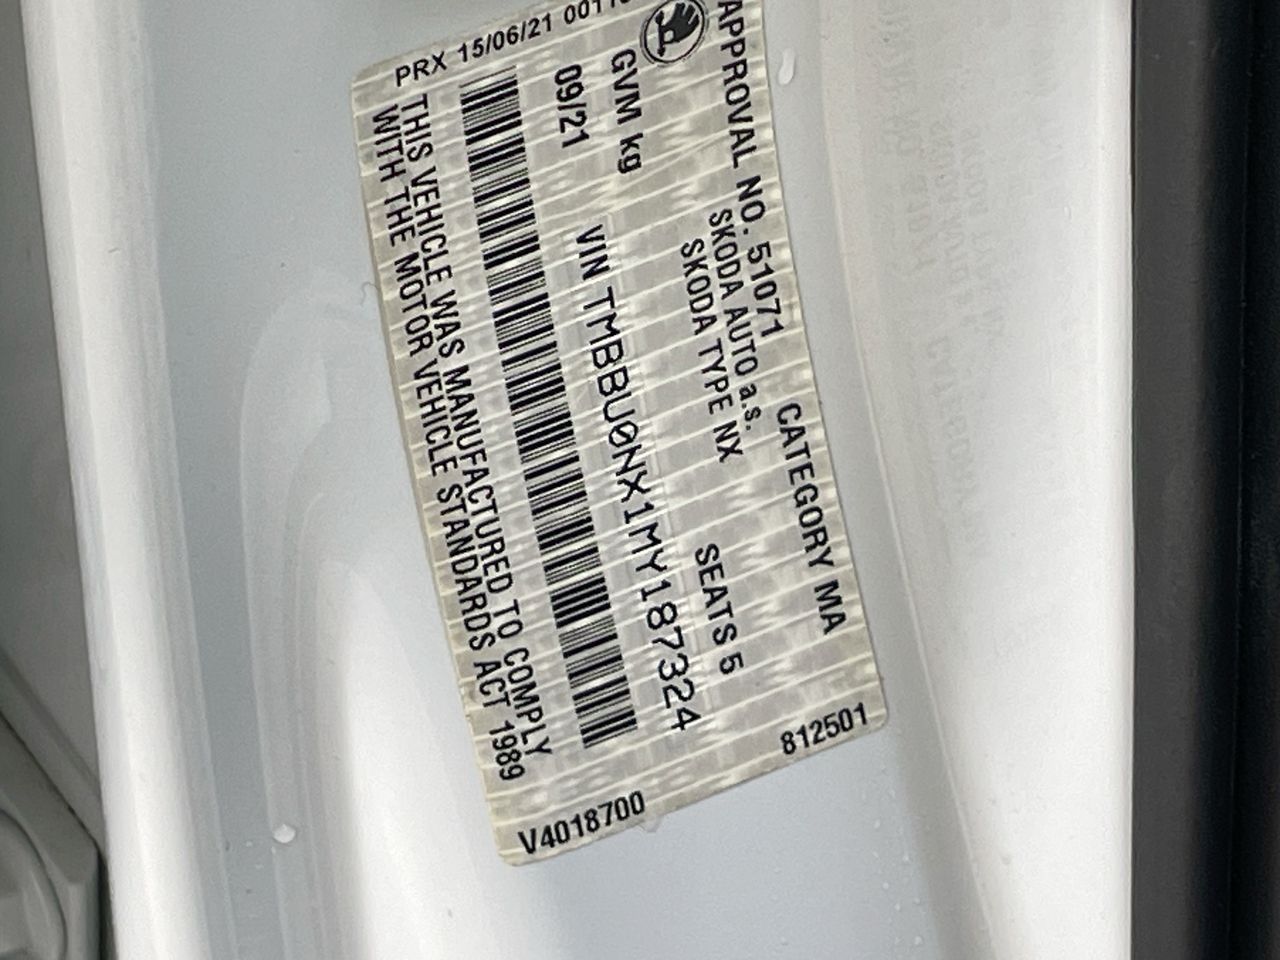 APPROVAL NO. 51071 CATEGORY MA
SKODA AUTO a.s.
SKODA TYPE NX
GVM kg SEATS 5
09/21
VIN TMBBU0NX1MY187324
THIS VEHICLE WAS MANUFACTURED TO COMPLY
WITH THE MOTOR VEHICLE STANDARDS ACT 1989
PRX 15/06/21
812501
V4018700